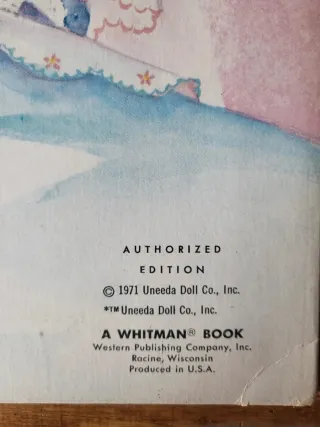 AUTHORIZED
EDITION
© 1971 Uneeda Doll Co., Inc.
*™ Uneeda Doll Co., Inc.
A WHITMAN® BOOK
Western Publishing Company, Inc.
Racine, Wisconsin
Produced in U.S.A.